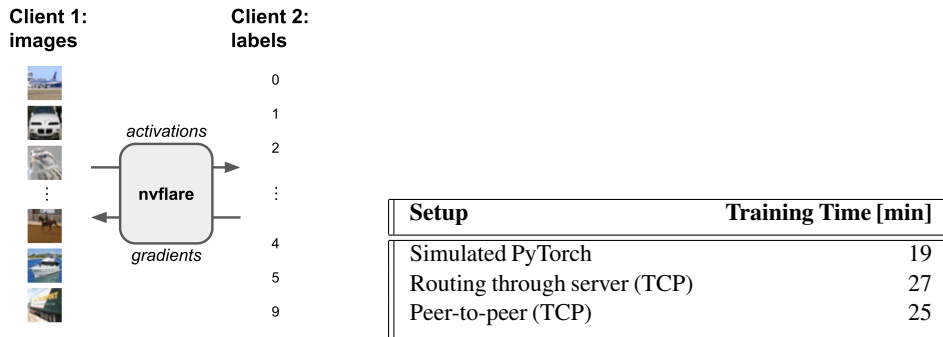 Client 1:
images
Client 2:
labels
0
1
2
⋮
4
5
9
⋮
activations
nvflare
gradients
Setup Training Time [min]
Simulated PyTorch 19
Routing through server (TCP) 27
Peer-to-peer (TCP) 25